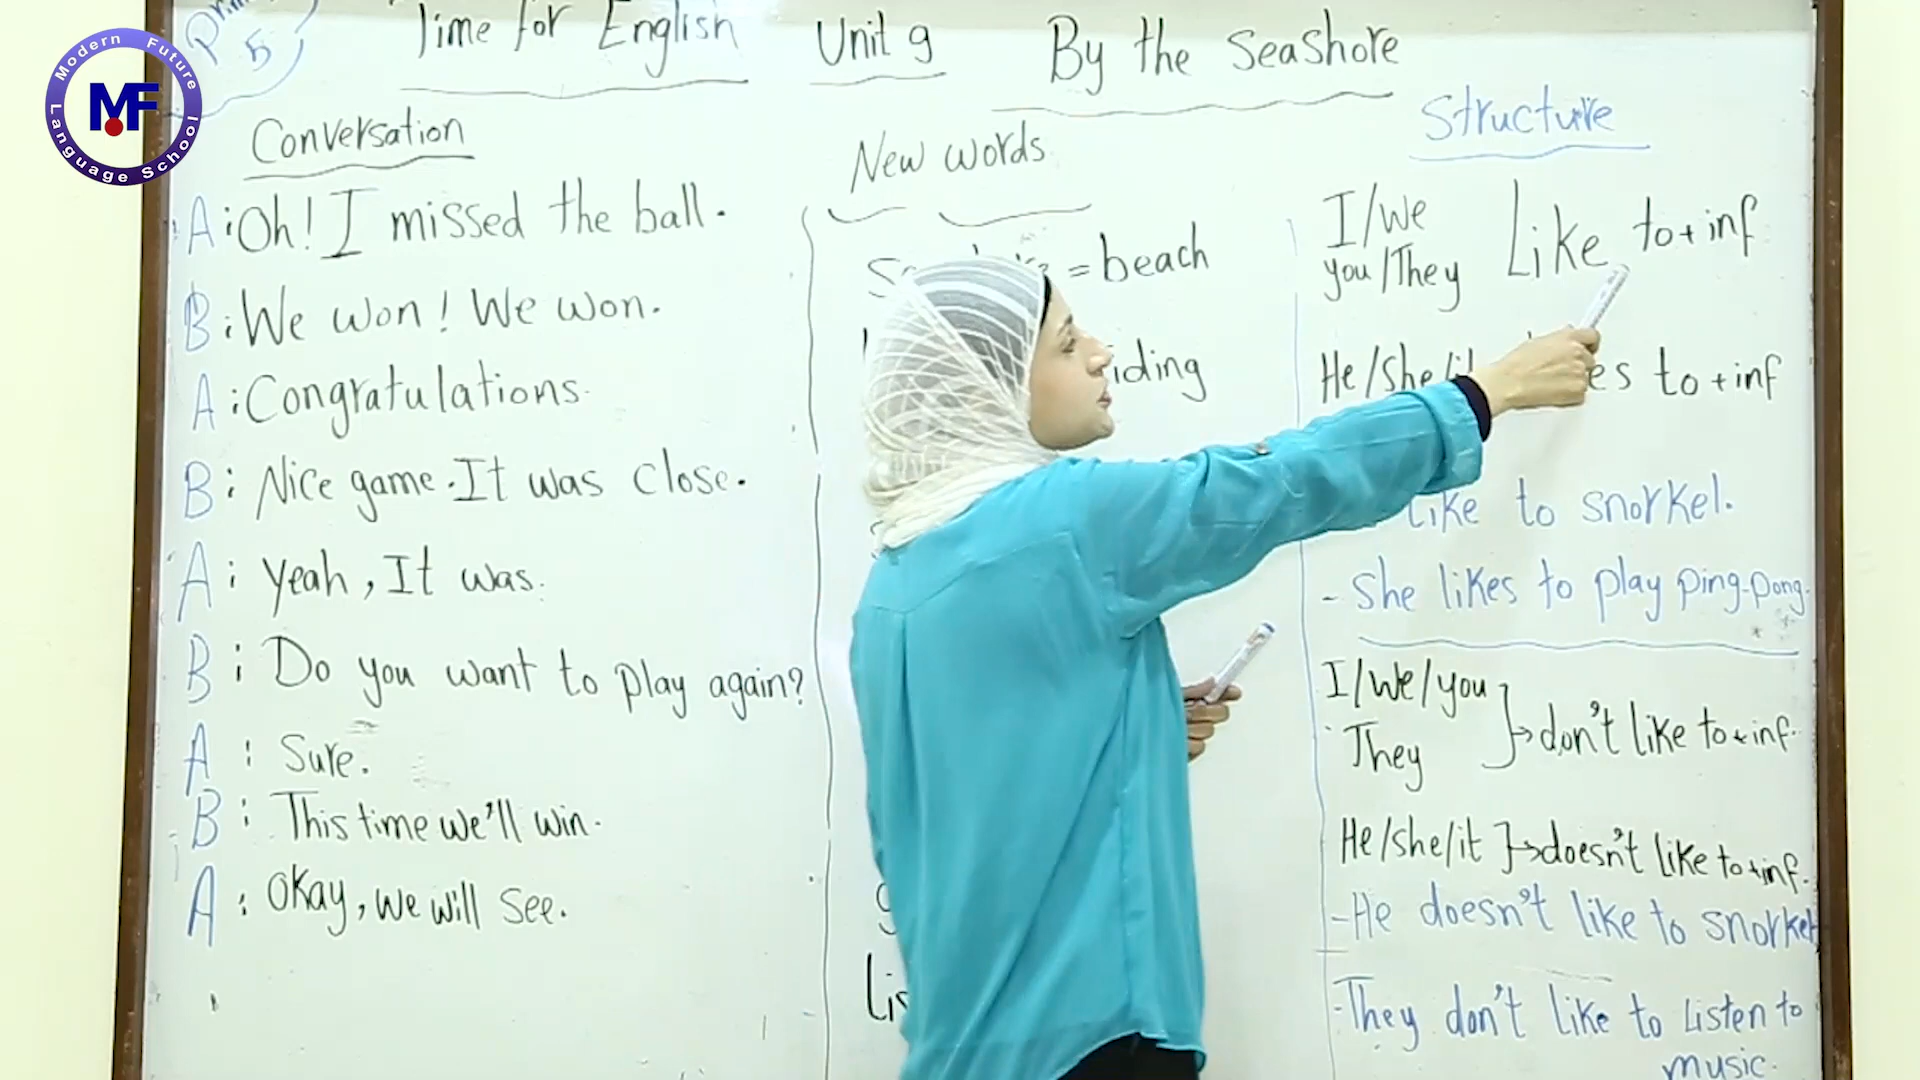 Modern Future
Language School
MF
5
Time for English Unit 9 By the Seashore
Conversation
A: Oh! I missed the ball.
B: We won! We won.
A: Congratulations.
B: Nice game. It was close.
A: Yeah, It was.
B: Do you want to play again?
A: Sure.
B: This time we'll win.
A: Okay, we will see.
New words
= beach
Structure
I/We
you/They
Like to+inf
He/She/it to+inf
like to snorkel.
- She likes to play ping-pong.
I/We/you
They
don't like to+inf.
He/she/it doesn't like to+inf.
- He doesn't like to snorkel
- They don't like to Listen to
music.